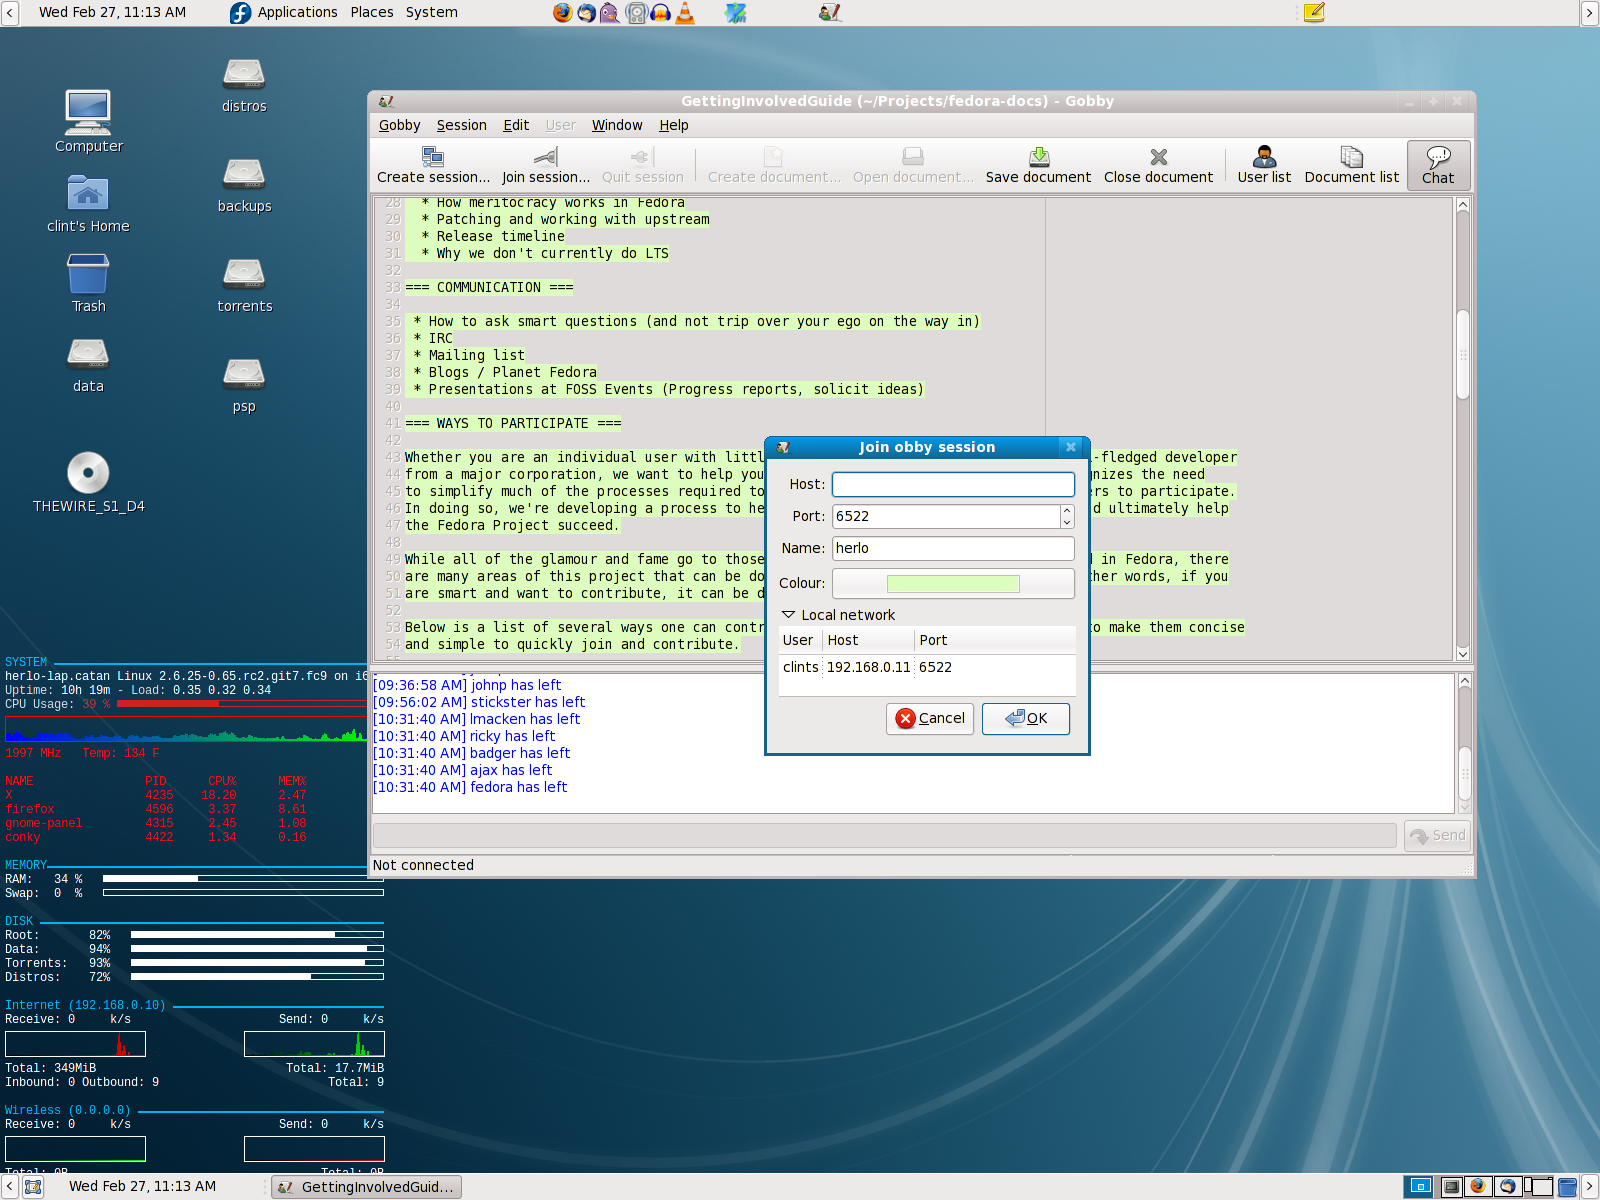 Wed Feb 27, 11:13 AM
Applications Places System
distros
Computer
backups
clint's Home
torrents
Trash
data
psp
THEWIRE_S1_D4
GettingInvolvedGuide (~/Projects/fedora-docs) - Gobby
Gobby Session Edit User Window Help
Create session... Join session... Quit session Create document... Open document... Save document Close document User list Document list Chat
28 * How meritocracy works in Fedora
29 * Patching and working with upstream
30 * Release timeline
31 * Why we don't currently do LTS
32
33 === COMMUNICATION ===
34
35 * How to ask smart questions (and not trip over your ego on the way in)
36 * IRC
37 * Mailing list
38 * Blogs / Planet Fedora
39 * Presentations at FOSS Events (Progress reports, solicit ideas)
40
41 === WAYS TO PARTICIPATE ===
42
43 Whether you are an individual user with littl -fledged developer
44 from a major corporation, we want to help you gnizes the need
45 to simplify much of the processes required to ers to participate.
46 In doing so, we're developing a process to he d ultimately help
47 the Fedora Project succeed.
48
49 While all of the glamour and fame go to those in Fedora, there
50 are many areas of this project that can be do her words, if you
51 are smart and want to contribute, it can be d
52
53 Below is a list of several ways one can contr to make them concise
54 and simple to quickly join and contribute.
Join obby session
Host:
Port: 6522
Name: herlo
Colour:
Local network
User Host Port
clints 192.168.0.11 6522
Cancel OK
[09:36:58 AM] johnp has left
[09:56:02 AM] stickster has left
[10:31:40 AM] lmacken has left
[10:31:40 AM] ricky has left
[10:31:40 AM] badger has left
[10:31:40 AM] ajax has left
[10:31:40 AM] fedora has left
Send
Not connected
SYSTEM
herlo-lap.catan Linux 2.6.25-0.65.rc2.git7.fc9 on i6
Uptime: 10h 19m - Load: 0.35 0.32 0.34
CPU Usage: 39 %
1997 MHz Temp: 134 F
NAME PID CPU% MEM%
X 4235 18.20 2.47
firefox 4596 3.37 8.61
gnome-panel 4315 2.45 1.08
conky 4422 1.34 0.16
MEMORY
RAM: 34 %
Swap: 0 %
DISK
Root: 82%
Data: 94%
Torrents: 93%
Distros: 72%
Internet (192.168.0.10)
Receive: 0 k/s Send: 0 k/s
Total: 349MiB Total: 17.7MiB
Inbound: 0 Outbound: 9 Total: 9
Wireless (0.0.0.0)
Receive: 0 k/s Send: 0 k/s
Total: 0B Total: 0B
Wed Feb 27, 11:13 AM
GettingInvolvedGuid...